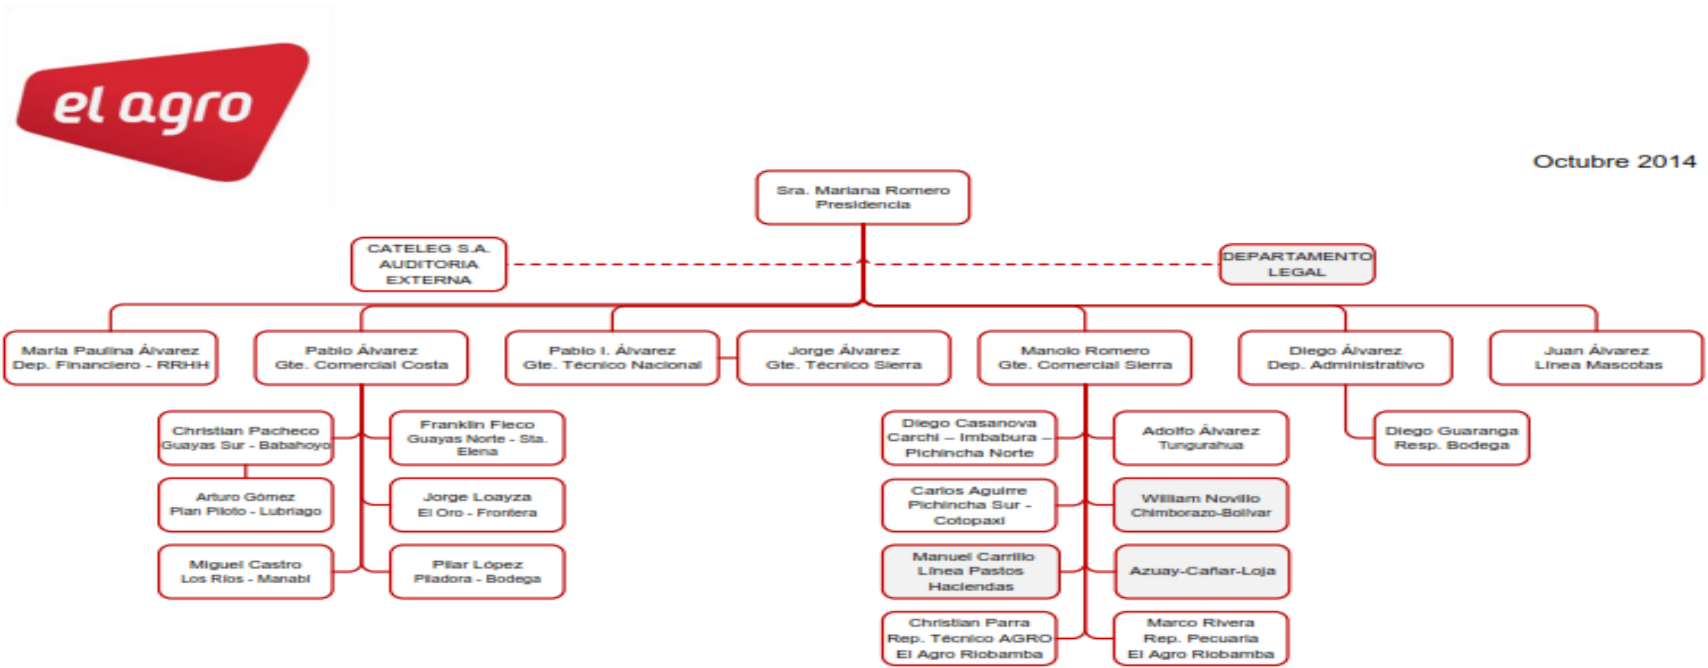 el agro
Octubre 2014
Sra. Mariana Romero
Presidencia
CATELEG S.A.
AUDITORIA
EXTERNA
DEPARTAMENTO
LEGAL
María Paulina Álvarez
Dep. Financiero - RRHH
Pablo Álvarez
Gte. Comercial Costa
Pablo I. Álvarez
Gte. Técnico Nacional
Jorge Álvarez
Gte. Técnico Sierra
Manolo Romero
Gte. Comercial Sierra
Diego Álvarez
Dep. Administrativo
Juan Álvarez
Línea Mascotas
Christian Pacheco
Guayas Sur - Babahoyo
Franklin Fieco
Guayas Norte - Sta.
Elena
Arturo Gómez
Plan Piloto - Lubriago
Jorge Loayza
El Oro - Frontera
Miguel Castro
Los Ríos - Manabí
Pilar López
Piladora - Bodega
Diego Casanova
Carchi – Imbabura –
Pichincha Norte
Adolfo Álvarez
Tungurahua
Carlos Aguirre
Pichincha Sur -
Cotopaxi
William Novillo
Chimborazo-Bolívar
Manuel Carrillo
Línea Pastos
Haciendas
Azuay-Cañar-Loja
Christian Parra
Rep. Técnico AGRO
El Agro Riobamba
Marco Rivera
Rep. Pecuaria
El Agro Riobamba
Diego Guaranga
Resp. Bodega